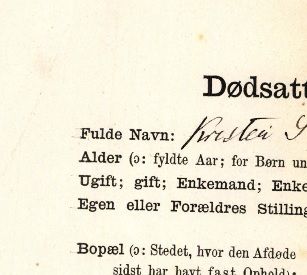 Dødsatt
Fulde Navn: Kristen
Alder (ɔ: fyldte Aar; for Børn un
Ugift; gift; Enkemand; Enke
Egen eller Forældres Stilling
Bopæl (ɔ: Stedet, hvor den Afdøde
sidst har havt fast Ophold):